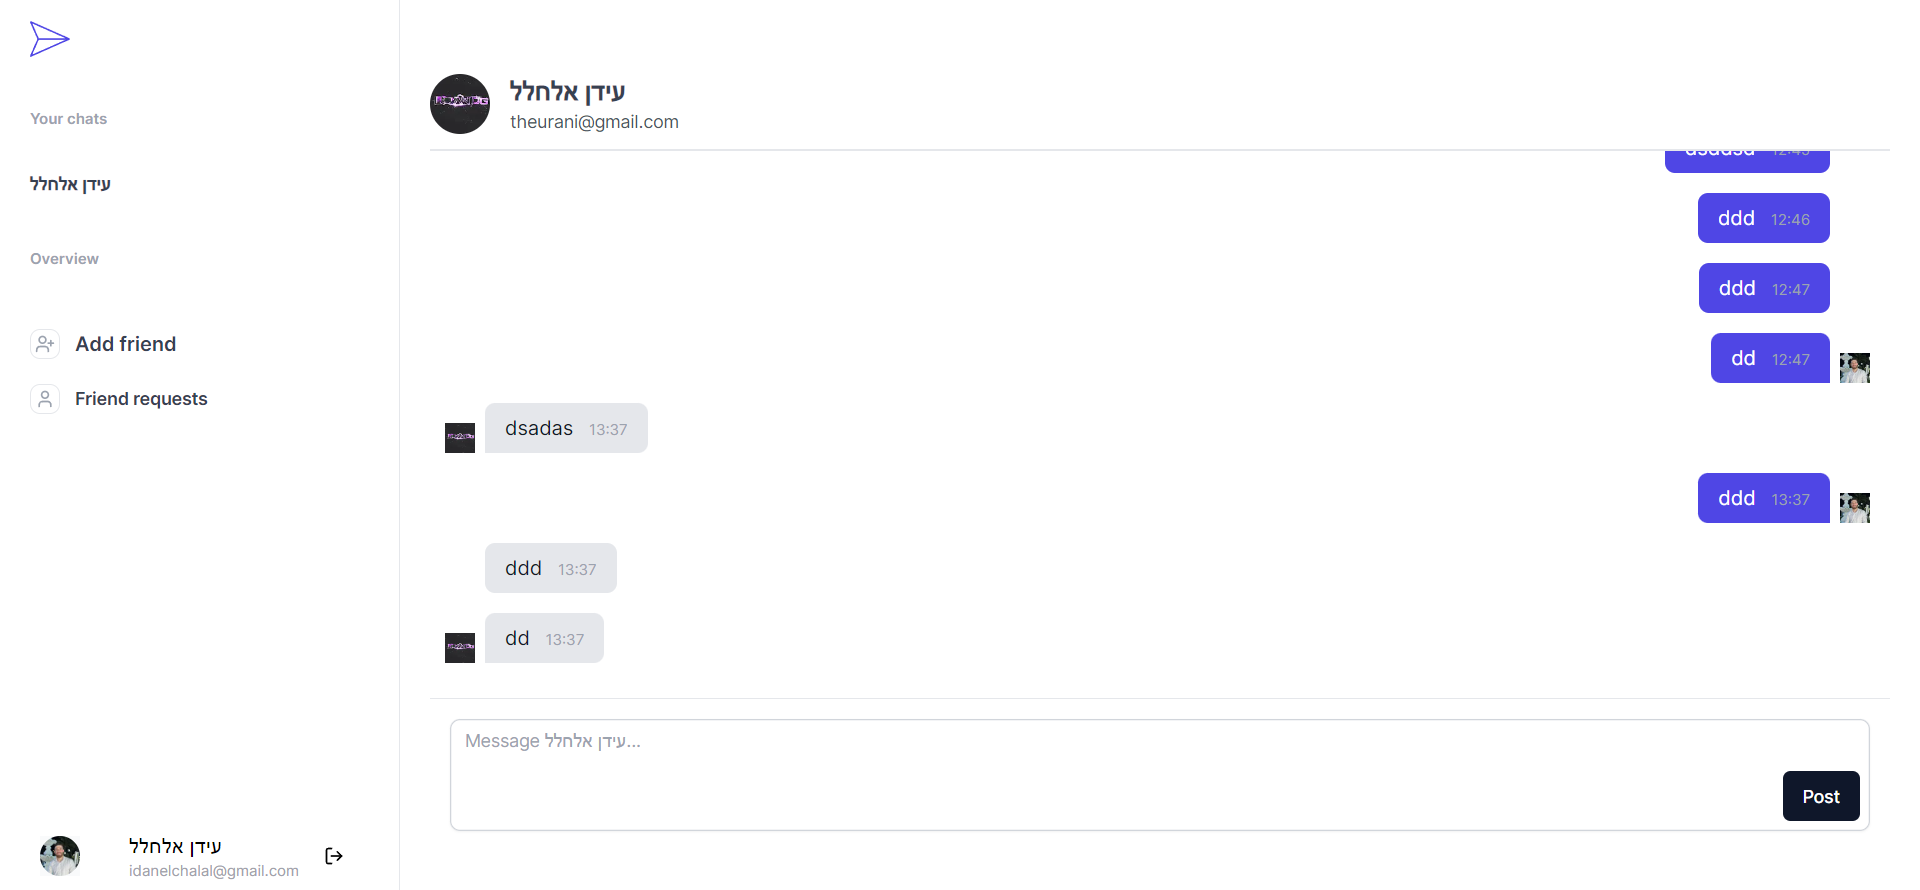 Your chats
עידן אלחלל
Overview
Add friend
Friend requests
עידן אלחלל
idanelchalal@gmail.com
עידן אלחלל
theurani@gmail.com
ddd 12:46
ddd 12:47
dd 12:47
dsadas 13:37
ddd 13:37
ddd 13:37
dd 13:37
Message עידן אלחלל...
Post